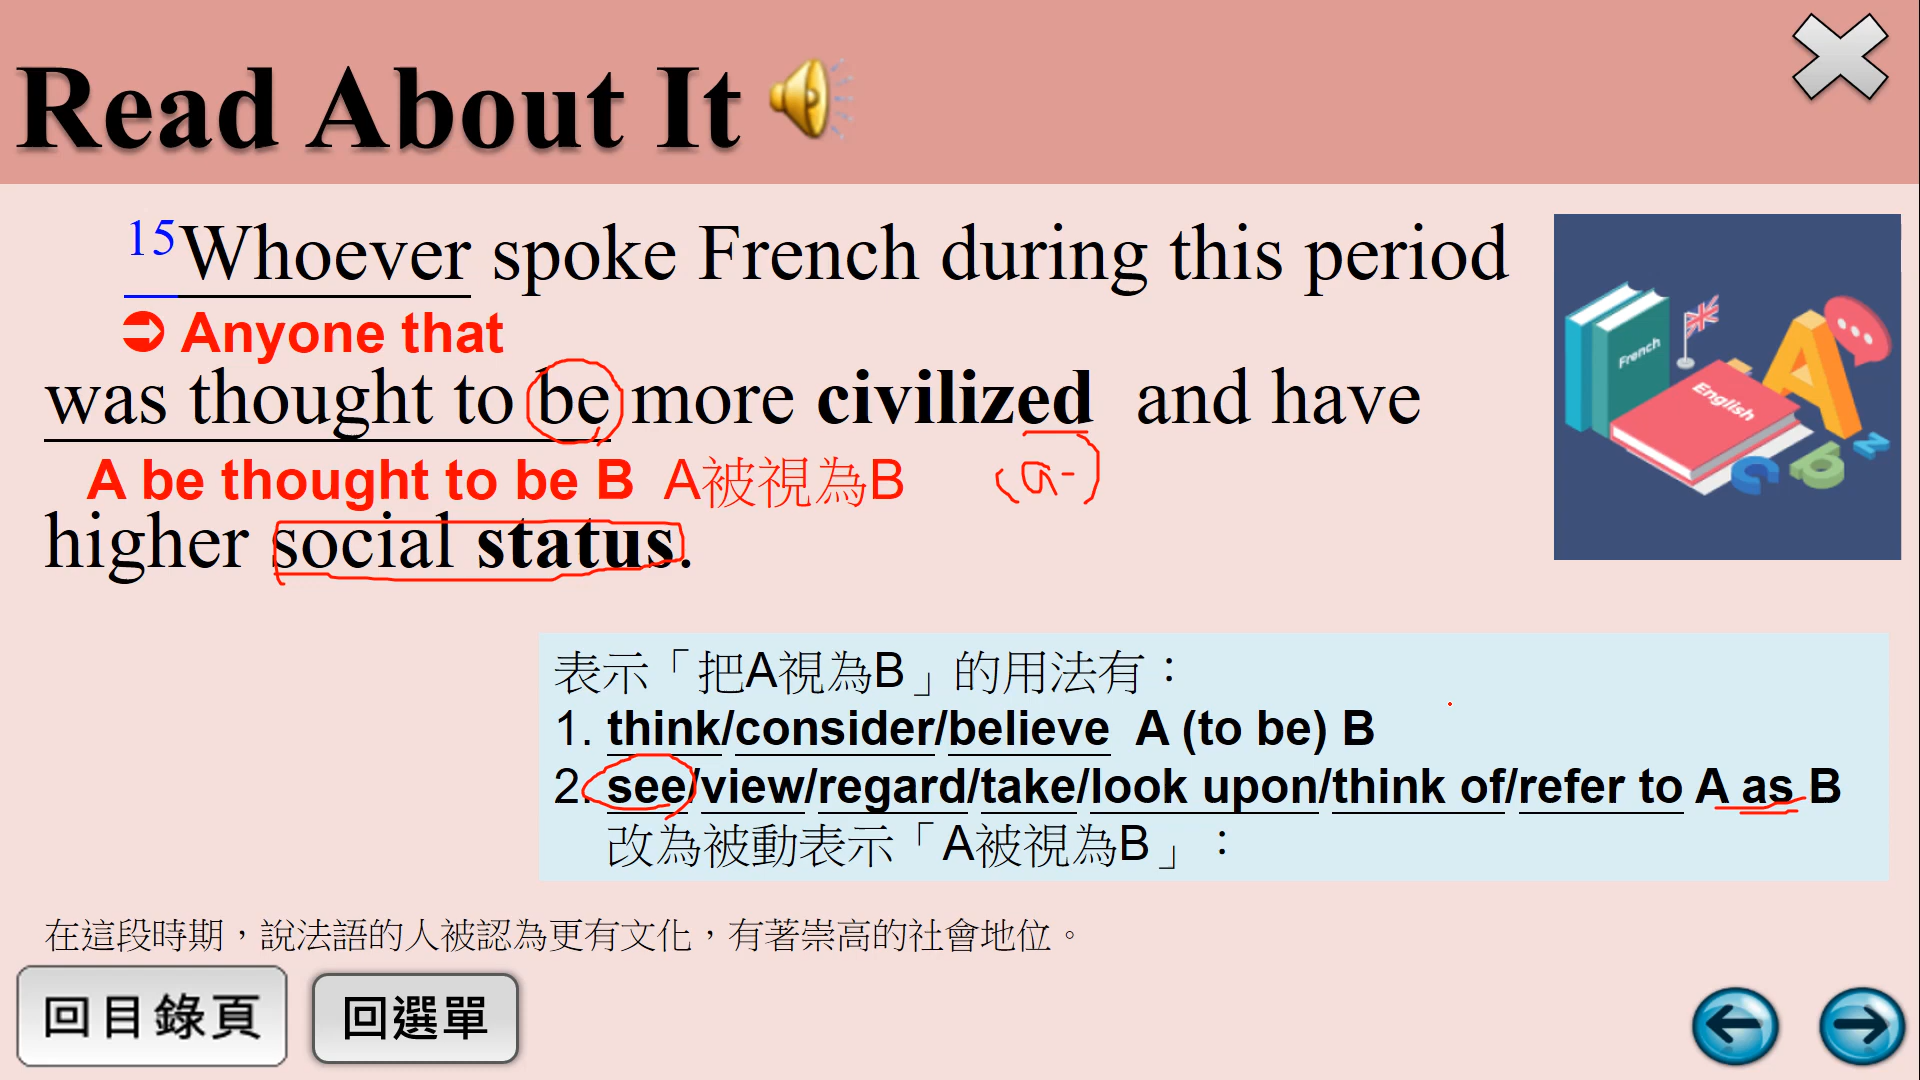 Read About It
15Whoever spoke French during this period
➲ Anyone that
was thought to be more civilized and have
A be thought to be B A被視為B
higher social status.
French
English
表示「把A視為B」的用法有：
1. think/consider/believe A (to be) B
2. see/view/regard/take/look upon/think of/refer to A as B
改為被動表示「A被視為B」：
在這段時期，說法語的人被認為更有文化，有著崇高的社會地位。
回目錄頁
回選單